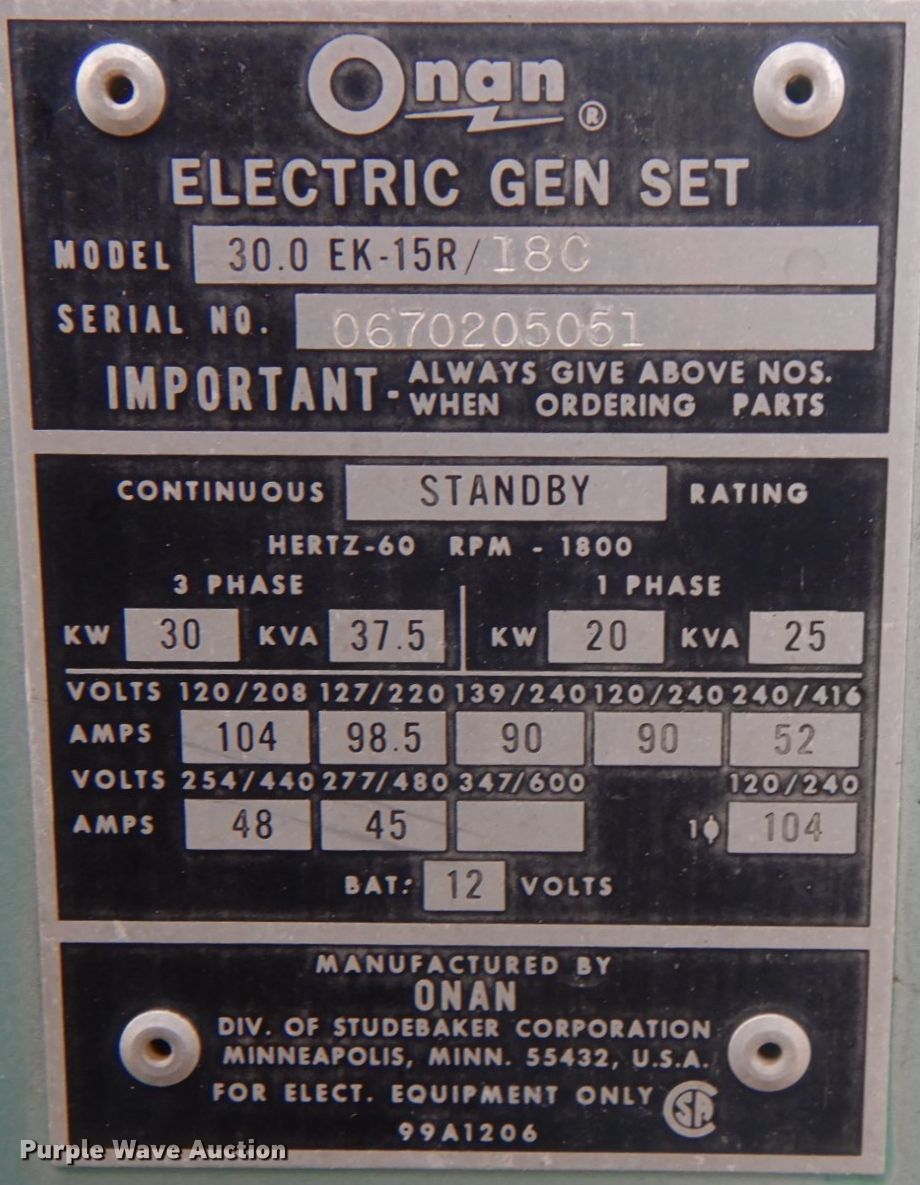 Onan ®
ELECTRIC GEN SET
MODEL 30.0 EK-15R/18C
SERIAL NO. 0670205051
IMPORTANT- ALWAYS GIVE ABOVE NOS.
WHEN ORDERING PARTS
CONTINUOUS STANDBY RATING
HERTZ-60 RPM - 1800
3 PHASE 1 PHASE
KW 30 KVA 37.5 KW 20 KVA 25
VOLTS 120/208 127/220 139/240 120/240 240/416
AMPS 104 98.5 90 90 52
VOLTS 254/440 277/480 347/600 120/240
AMPS 48 45 1ϕ 104
BAT: 12 VOLTS
MANUFACTURED BY
ONAN
DIV. OF STUDEBAKER CORPORATION
MINNEAPOLIS, MINN. 55432, U.S.A.
FOR ELECT. EQUIPMENT ONLY CSA
99A1206
Purple Wave Auction